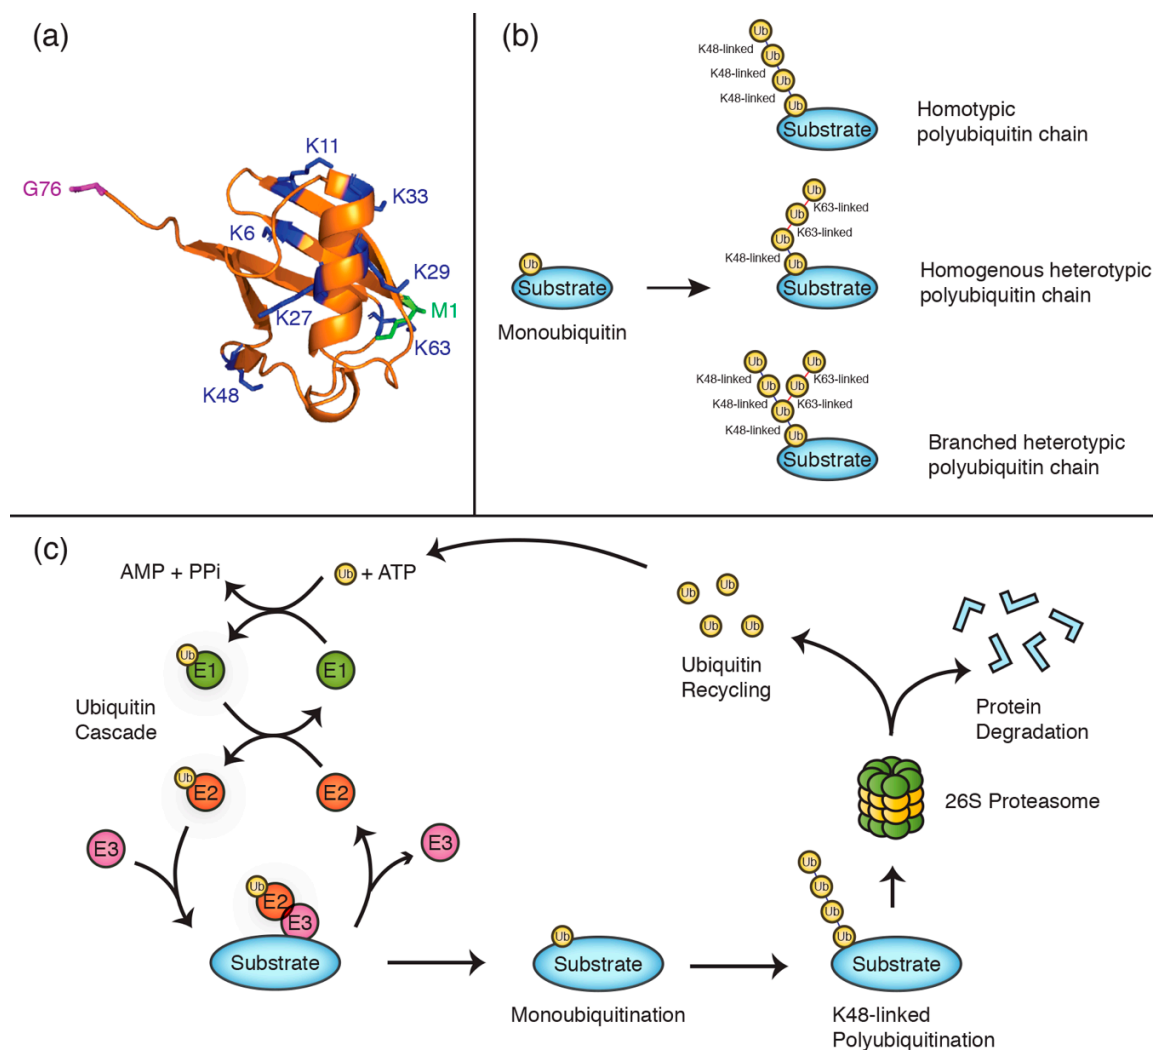 (a)
K11
G76
K33
K6
K29
K27
M1
K63
K48
(b)
Ub
K48-linked
Ub
K48-linked
Ub
K48-linked
Ub
Substrate
Homotypic
polyubiquitin chain
Ub
K63-linked
Ub
K63-linked
Ub
K48-linked
Ub
Substrate
Homogenous heterotypic
polyubiquitin chain
Ub
Substrate
Monoubiquitin
Ub
Ub
K48-linked
K63-linked
Ub
Ub
K48-linked
K63-linked
Ub
K48-linked
Ub
Substrate
Branched heterotypic
polyubiquitin chain
(c)
AMP + PPi
Ub + ATP
Ub
E1
E1
Ubiquitin
Cascade
Ub
E2
E2
E3
E3
Ub
E2
E3
Substrate
Ub
Substrate
Monoubiquitination
Ub
Ub
Ub
Ub
Substrate
K48-linked
Polyubiquitination
26S Proteasome
Ub
Ub
Ub
Ub
Ubiquitin
Recycling
Protein
Degradation